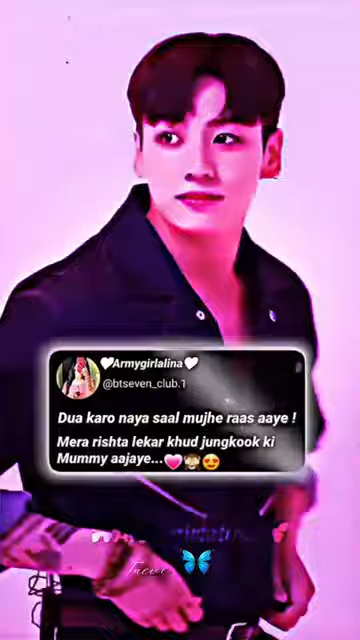 🤍Armygirlalina🤍
@btseven_club.1
Dua karo naya saal mujhe raas aaye !
Mera rishta lekar khud jungkook ki
Mummy aajaye...💗🙈😍